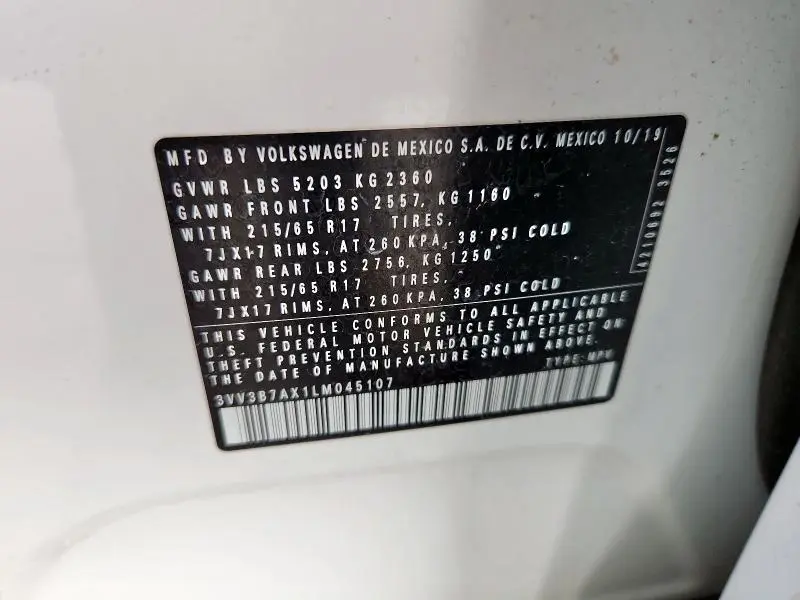 MFD BY VOLKSWAGEN DE MEXICO S.A. DE C.V. MEXICO 10/19
GVWR LBS 5203 KG 2360
GAWR FRONT LBS 2557, KG 1160
WITH 215/65 R17 TIRES,
7JX17 RIMS, AT 260 KPA, 38 PSI COLD
GAWR REAR LBS 2756, KG 1250
WITH 215/65 R17 TIRES,
7JX17 RIMS, AT 260 KPA, 38 PSI COLD
THIS VEHICLE CONFORMS TO ALL APPLICABLE
U.S. FEDERAL MOTOR VEHICLE SAFETY AND
THEFT PREVENTION STANDARDS IN EFFECT ON
THE DATE OF MANUFACTURE SHOWN ABOVE.
TYPE: MPV
3VV3B7AX1LM045107
4210692 3526